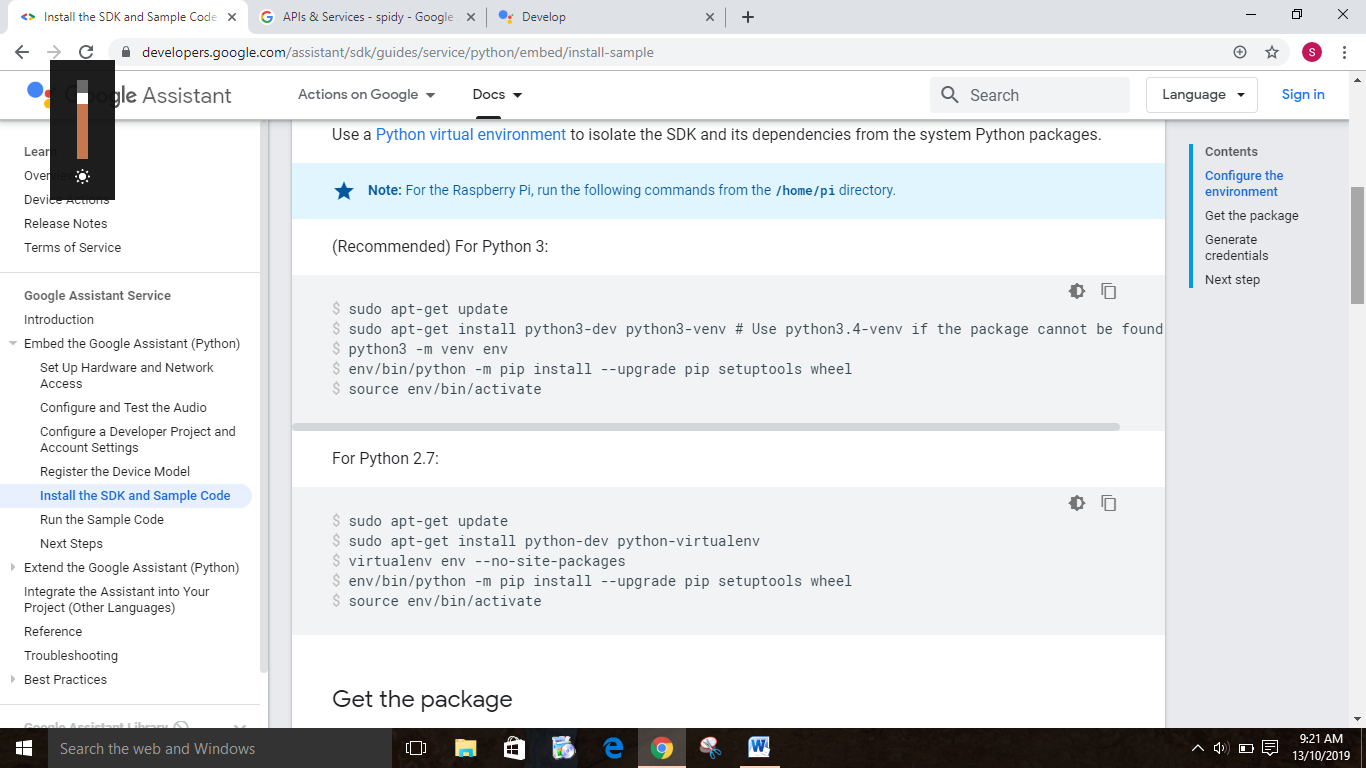 Install the SDK and Sample Code
APIs & Services - spidy - Google
Develop
developers.google.com/assistant/sdk/guides/service/python/embed/install-sample
S
Google Assistant
Actions on Google
Docs
Search
Language
Sign in
Learn
Overview
Device Actions
Release Notes
Terms of Service
Google Assistant Service
Introduction
Embed the Google Assistant (Python)
Set Up Hardware and Network
Access
Configure and Test the Audio
Configure a Developer Project and
Account Settings
Register the Device Model
Install the SDK and Sample Code
Run the Sample Code
Next Steps
Extend the Google Assistant (Python)
Integrate the Assistant into Your
Project (Other Languages)
Reference
Troubleshooting
Best Practices
Google Assistant Library
Use a Python virtual environment to isolate the SDK and its dependencies from the system Python packages.
Note: For the Raspberry Pi, run the following commands from the /home/pi directory.
(Recommended) For Python 3:
$ sudo apt-get update
$ sudo apt-get install python3-dev python3-venv # Use python3.4-venv if the package cannot be found
$ python3 -m venv env
$ env/bin/python -m pip install --upgrade pip setuptools wheel
$ source env/bin/activate
For Python 2.7:
$ sudo apt-get update
$ sudo apt-get install python-dev python-virtualenv
$ virtualenv env --no-site-packages
$ env/bin/python -m pip install --upgrade pip setuptools wheel
$ source env/bin/activate
Get the package
Contents
Configure the
environment
Get the package
Generate
credentials
Next step
Search the web and Windows
9:21 AM
13/10/2019